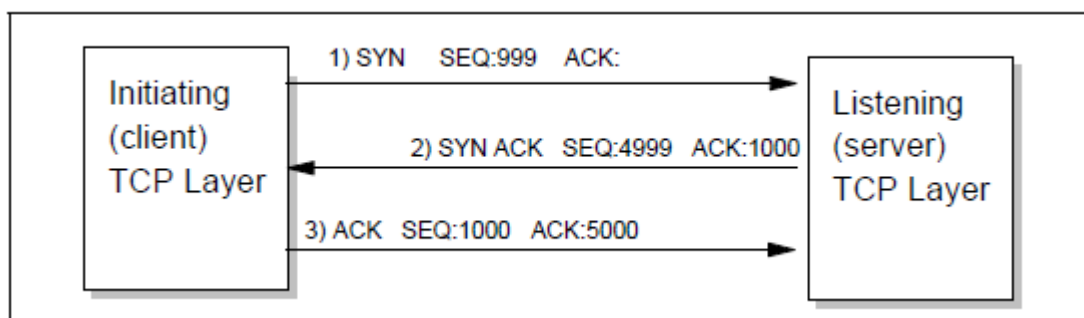 Initiating
(client)
TCP Layer
1) SYN SEQ:999 ACK:
2) SYN ACK SEQ:4999 ACK:1000
3) ACK SEQ:1000 ACK:5000
Listening
(server)
TCP Layer